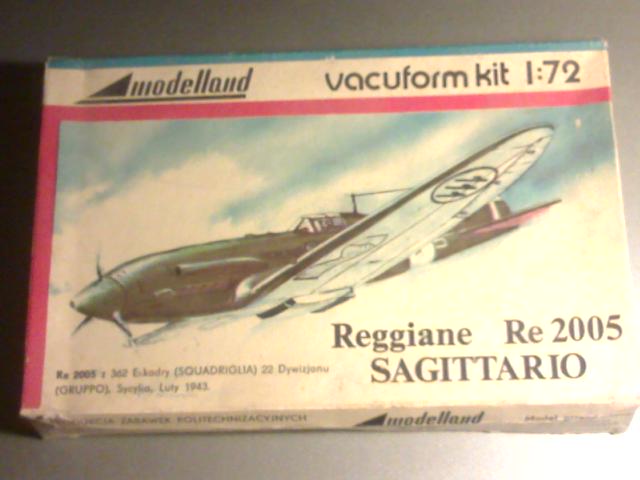 modelland
vacuform kit 1:72
Reggiane Re 2005
SAGITTARIO
Re 2005 z 362 Eskadry (SQUADRIGLIA) 22 Dywizjonu
(GRUPPO), Sycylia, Luty 1943.
ZABAWEK POLITECHNIZACYJNYCH
modelland